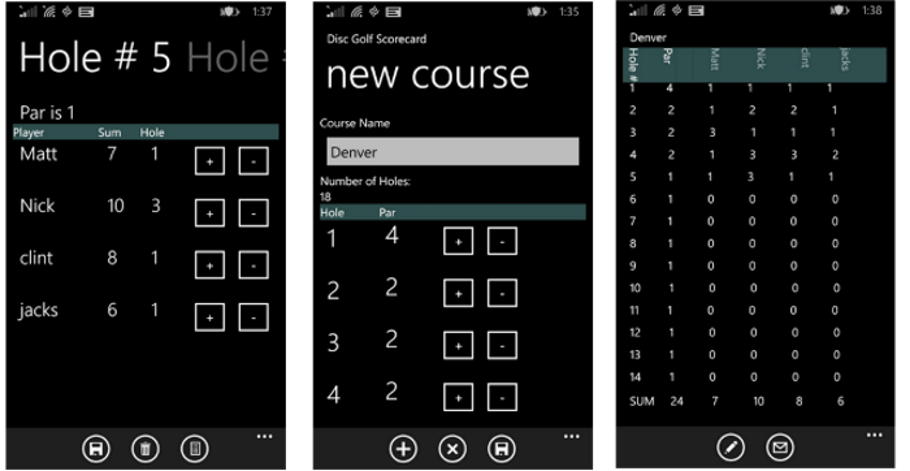 1:37
Hole # 5 Hole
Par is 1
Player Sum Hole
Matt 7 1 + -
Nick 10 3 + -
clint 8 1 + -
jacks 6 1 + -
...
1:35
Disc Golf Scorecard
new course
Course Name
Denver
Number of Holes:
18
Hole Par
1 4 + -
2 2 + -
3 2 + -
4 2 + -
...
1:38
Denver
Hole # Par Matt Nick clint jacks
1 4 1 1 1 1
2 2 1 2 2 1
3 2 3 1 1 1
4 2 1 3 3 2
5 1 1 3 1 1
6 1 0 0 0 0
7 1 0 0 0 0
8 1 0 0 0 0
9 1 0 0 0 0
10 1 0 0 0 0
11 1 0 0 0 0
12 1 0 0 0 0
13 1 0 0 0 0
14 1 0 0 0 0
SUM 24 7 10 8 6
...